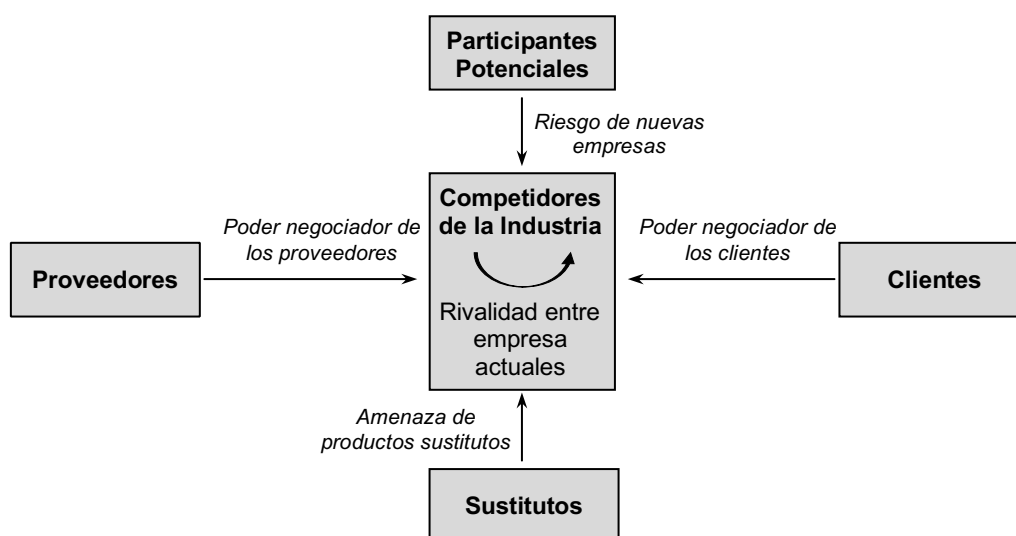 Participantes
Potenciales
Riesgo de nuevas
empresas
Competidores
de la Industria
Poder negociador de
los proveedores
Poder negociador de
los clientes
Proveedores
Clientes
Rivalidad entre
empresa
actuales
Amenaza de
productos sustitutos
Sustitutos